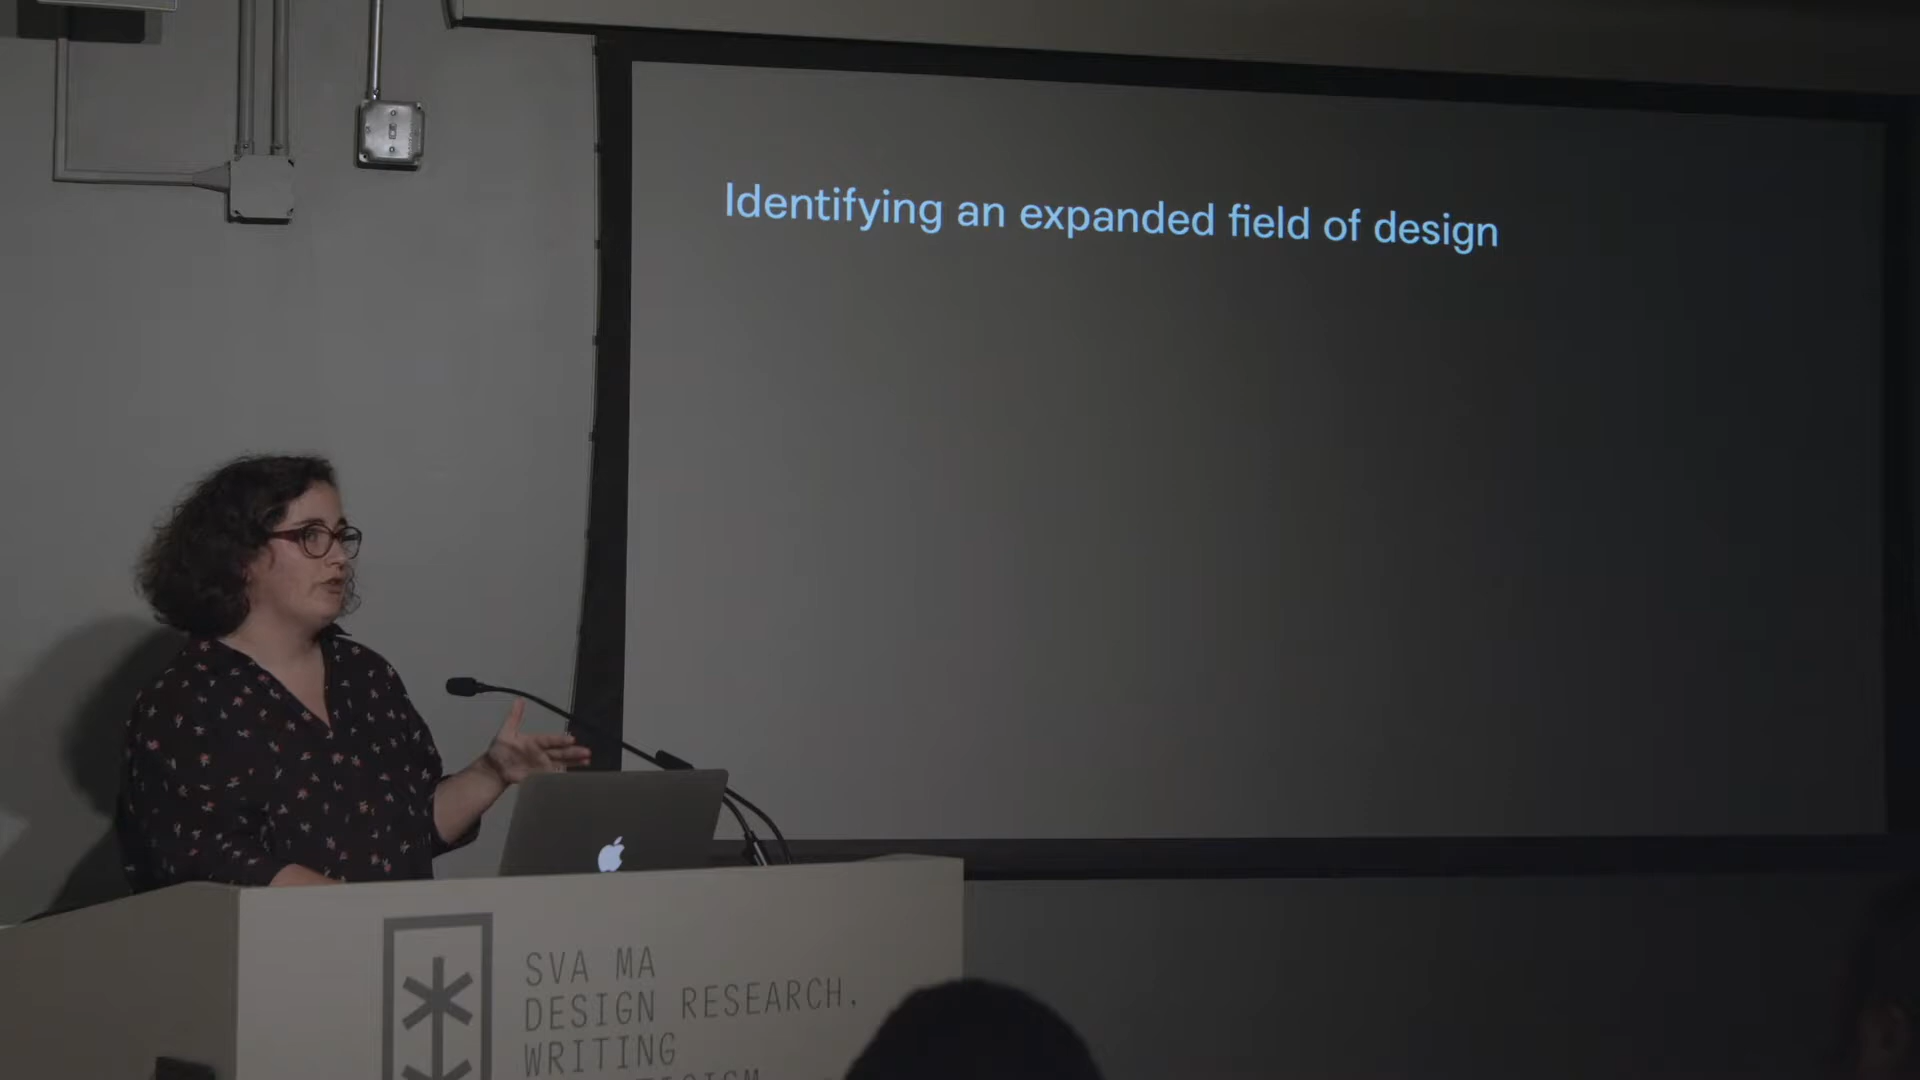 Identifying an expanded field of design
SVA MA
DESIGN RESEARCH,
WRITING